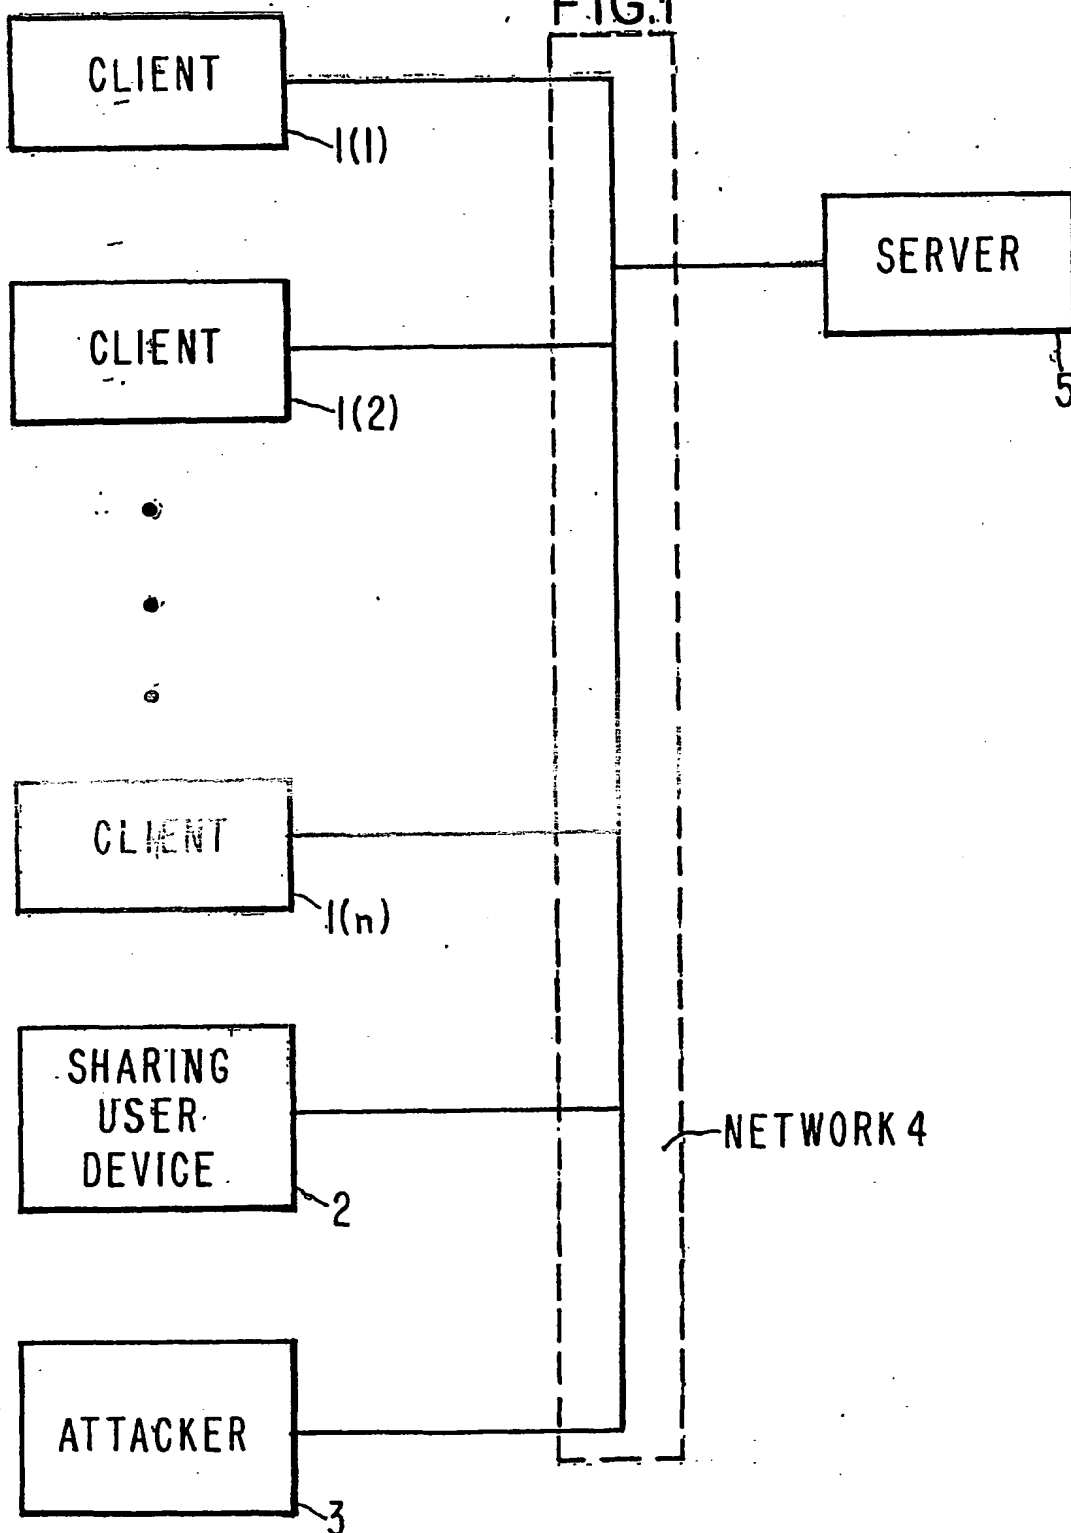 FIG.1
CLIENT
1(1)
SERVER
5
CLIENT
1(2)
CLIENT
1(n)
SHARING
USER
DEVICE
2
NETWORK 4
ATTACKER
3